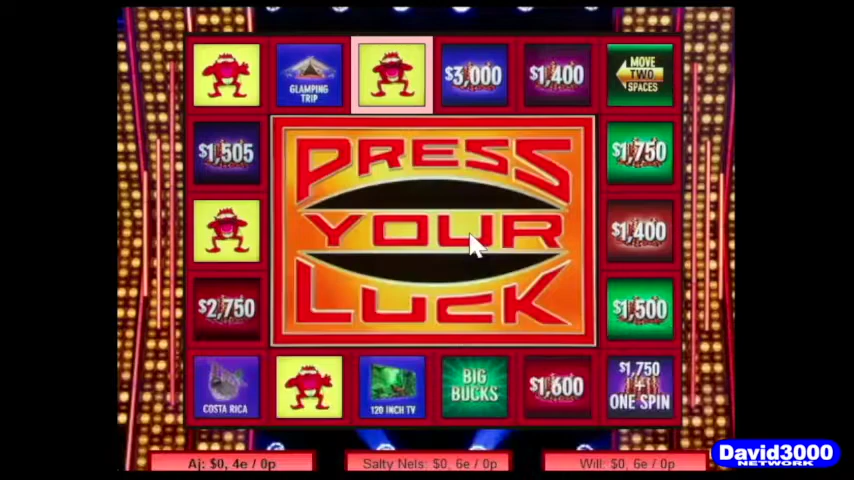 GLAMPING
TRIP
$3,000
$1,400
MOVE
TWO
SPACES
$1,505
$1,750
PRESS
YOUR
LUCK
$1,400
$2,750
$1,500
COSTA RICA
120 INCH TV
BIG
BUCKS
$1,600
$1,750
+
ONE SPIN
Aj: $0, 4e / 0p
Salty Nels: $0, 6e / 0p
Will: $0, 6e / 0p
David3000
NETWORK